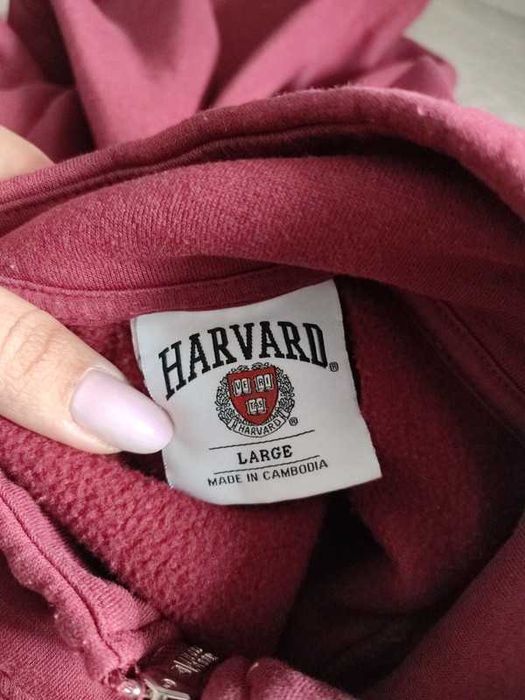 HARVARD®
VE RI
TAS
HARVARD®
LARGE
MADE IN CAMBODIA